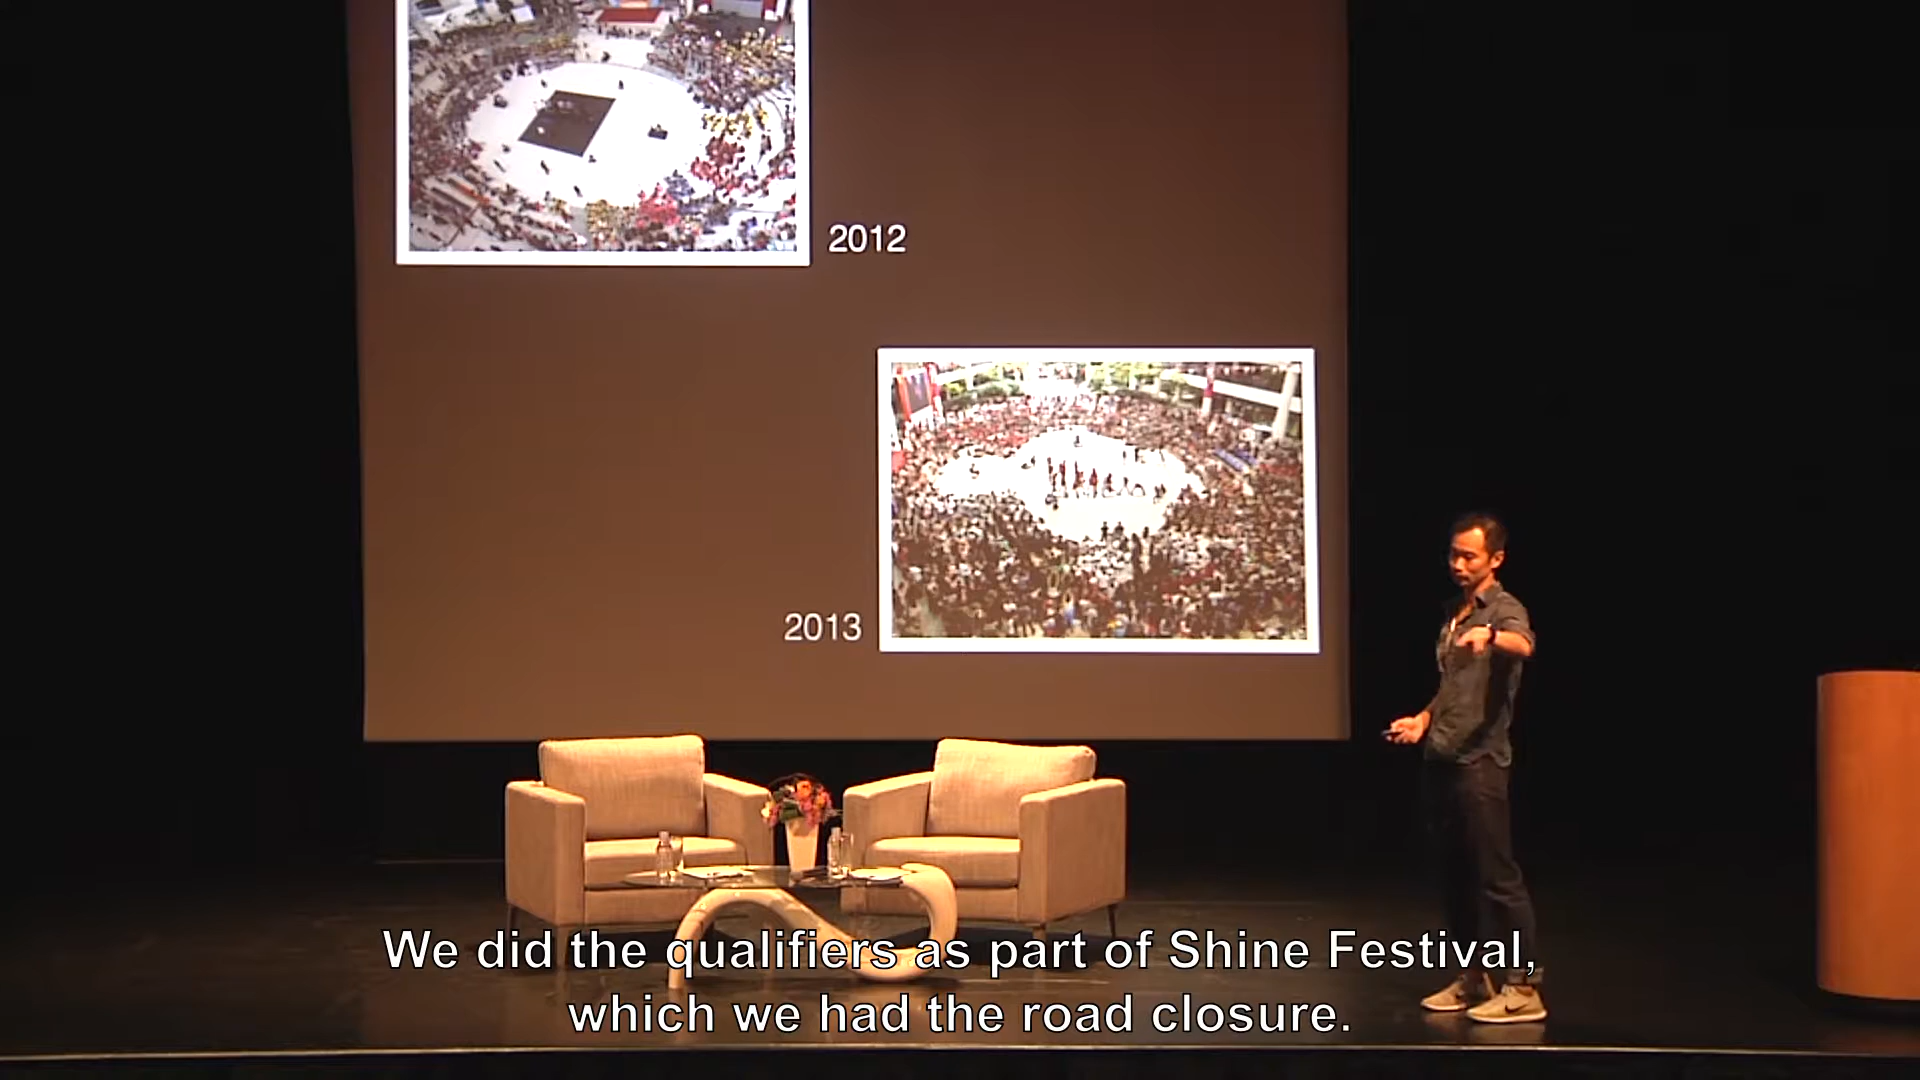 2012
2013
We did the qualifiers as part of Shine Festival,
which we had the road closure.